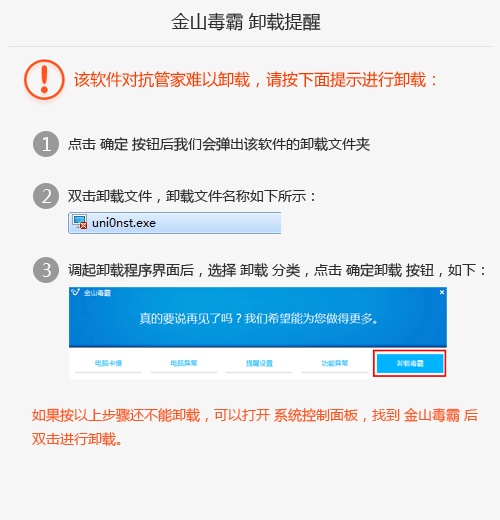 金山毒霸 卸载提醒
该软件对抗管家难以卸载，请按下面提示进行卸载：
1 点击 确定 按钮后我们会弹出该软件的卸载文件夹
2 双击卸载文件，卸载文件名称如下所示：
uni0nst.exe
3 调起卸载程序界面后，选择 卸载 分类，点击 确定卸载 按钮，如下：
金山毒霸
真的要说再见了吗？我们希望能为您做得更多。
电脑卡慢 电脑异常 提醒设置 功能异常 卸载毒霸
如果按以上步骤还不能卸载，可以打开 系统控制面板，找到 金山毒霸 后
双击进行卸载。